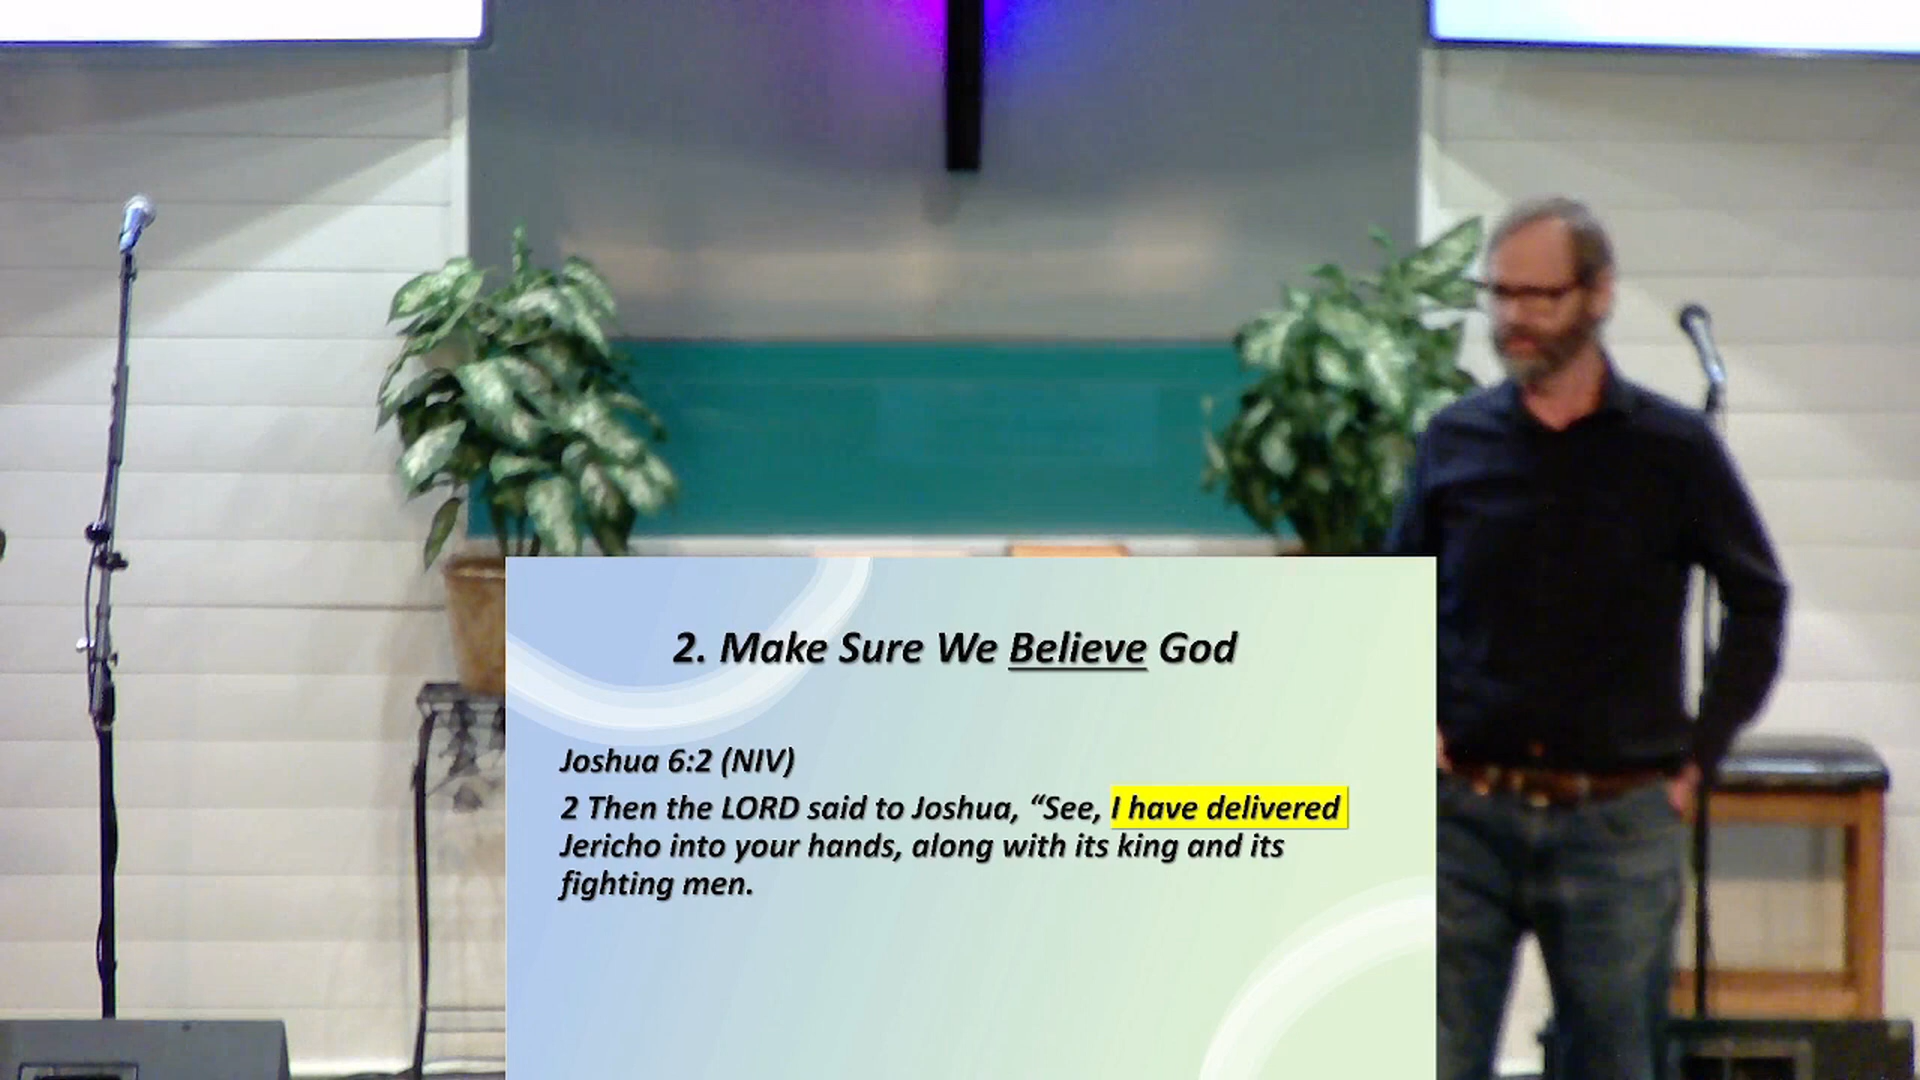 2. Make Sure We Believe God
Joshua 6:2 (NIV)
2 Then the LORD said to Joshua, “See, I have delivered
Jericho into your hands, along with its king and its
fighting men.